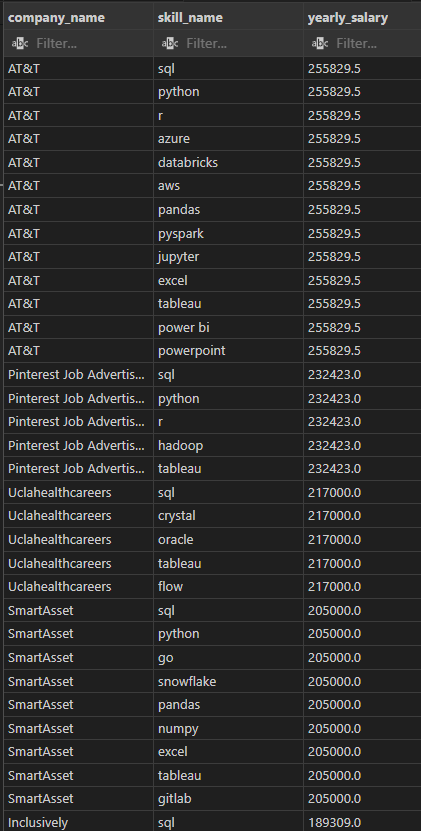 company_name skill_name yearly_salary
abc Filter... abc Filter... abc Filter...
AT&T sql 255829.5
AT&T python 255829.5
AT&T r 255829.5
AT&T azure 255829.5
AT&T databricks 255829.5
AT&T aws 255829.5
AT&T pandas 255829.5
AT&T pyspark 255829.5
AT&T jupyter 255829.5
AT&T excel 255829.5
AT&T tableau 255829.5
AT&T power bi 255829.5
AT&T powerpoint 255829.5
Pinterest Job Advertis... sql 232423.0
Pinterest Job Advertis... python 232423.0
Pinterest Job Advertis... r 232423.0
Pinterest Job Advertis... hadoop 232423.0
Pinterest Job Advertis... tableau 232423.0
Uclahealthcareers sql 217000.0
Uclahealthcareers crystal 217000.0
Uclahealthcareers oracle 217000.0
Uclahealthcareers tableau 217000.0
Uclahealthcareers flow 217000.0
SmartAsset sql 205000.0
SmartAsset python 205000.0
SmartAsset go 205000.0
SmartAsset snowflake 205000.0
SmartAsset pandas 205000.0
SmartAsset numpy 205000.0
SmartAsset excel 205000.0
SmartAsset tableau 205000.0
SmartAsset gitlab 205000.0
Inclusively sql 189309.0